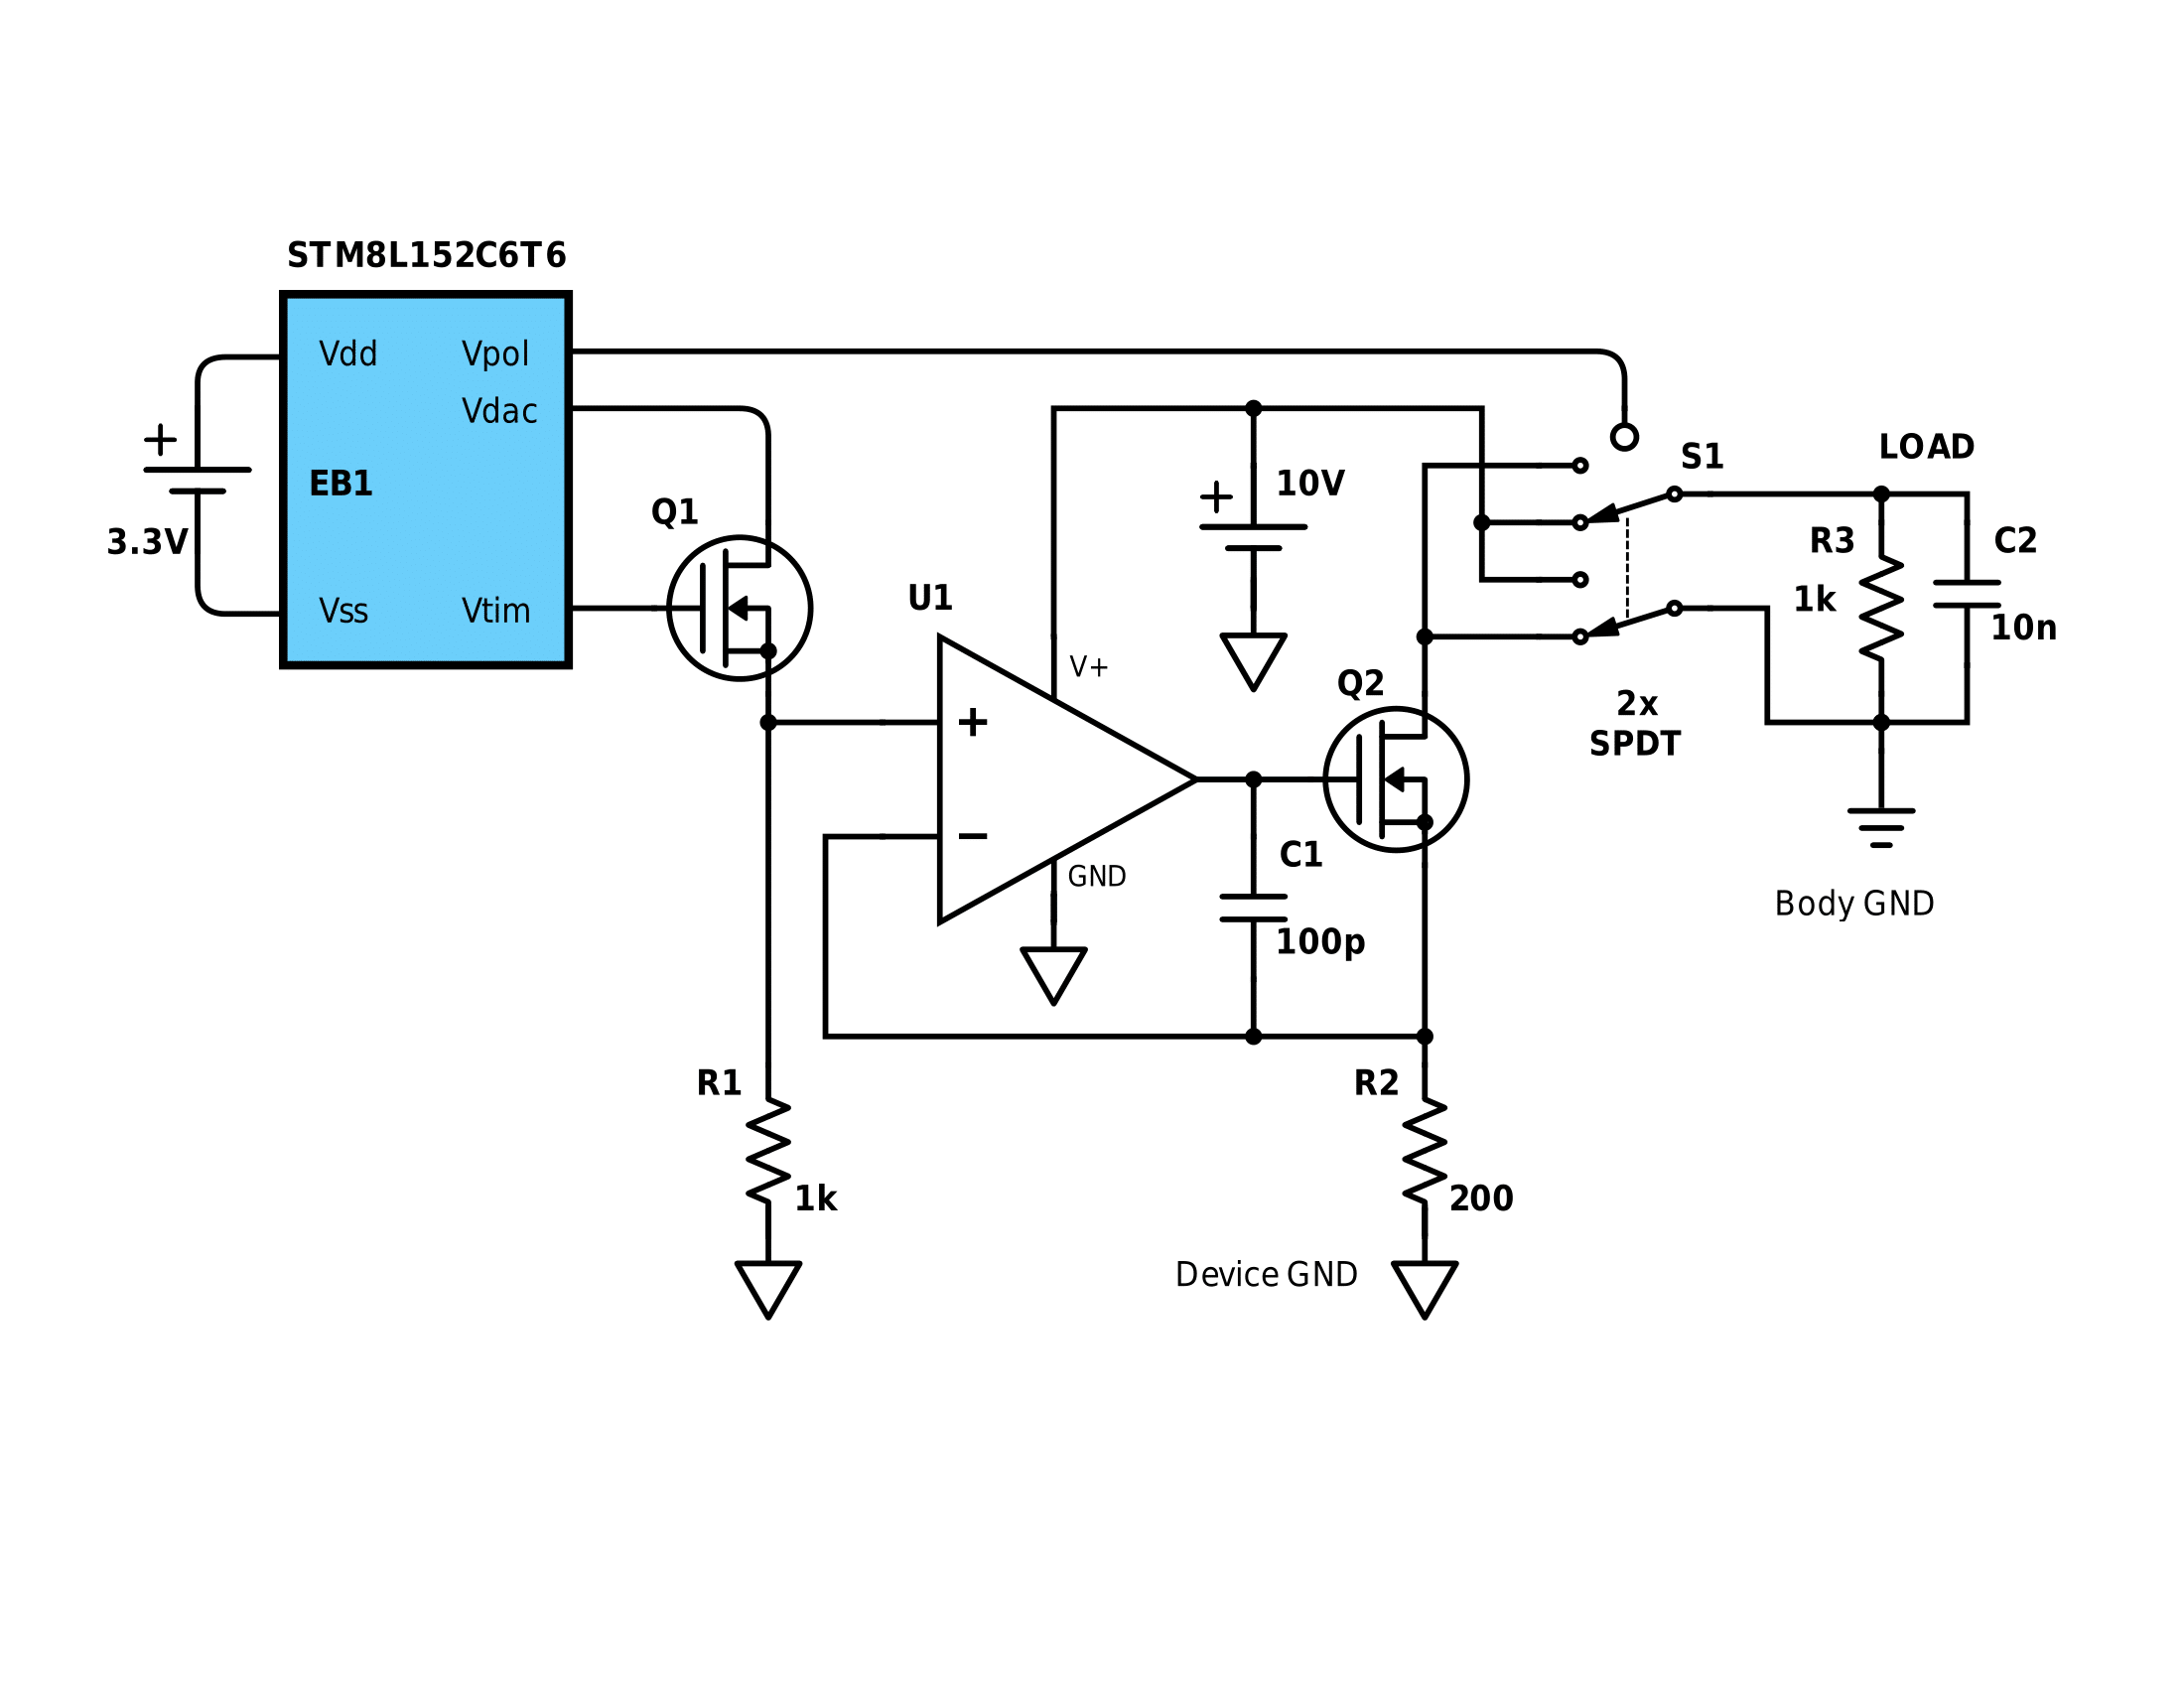 STM8L152C6T6
Vdd
Vpol
Vdac
EB1
Vss
Vtim
+
3.3V
Q1
U1
V+
+
−
GND
+
10V
S1
LOAD
R3
1k
C2
10n
2x
SPDT
Q2
C1
100p
Body GND
R1
1k
R2
200
Device GND